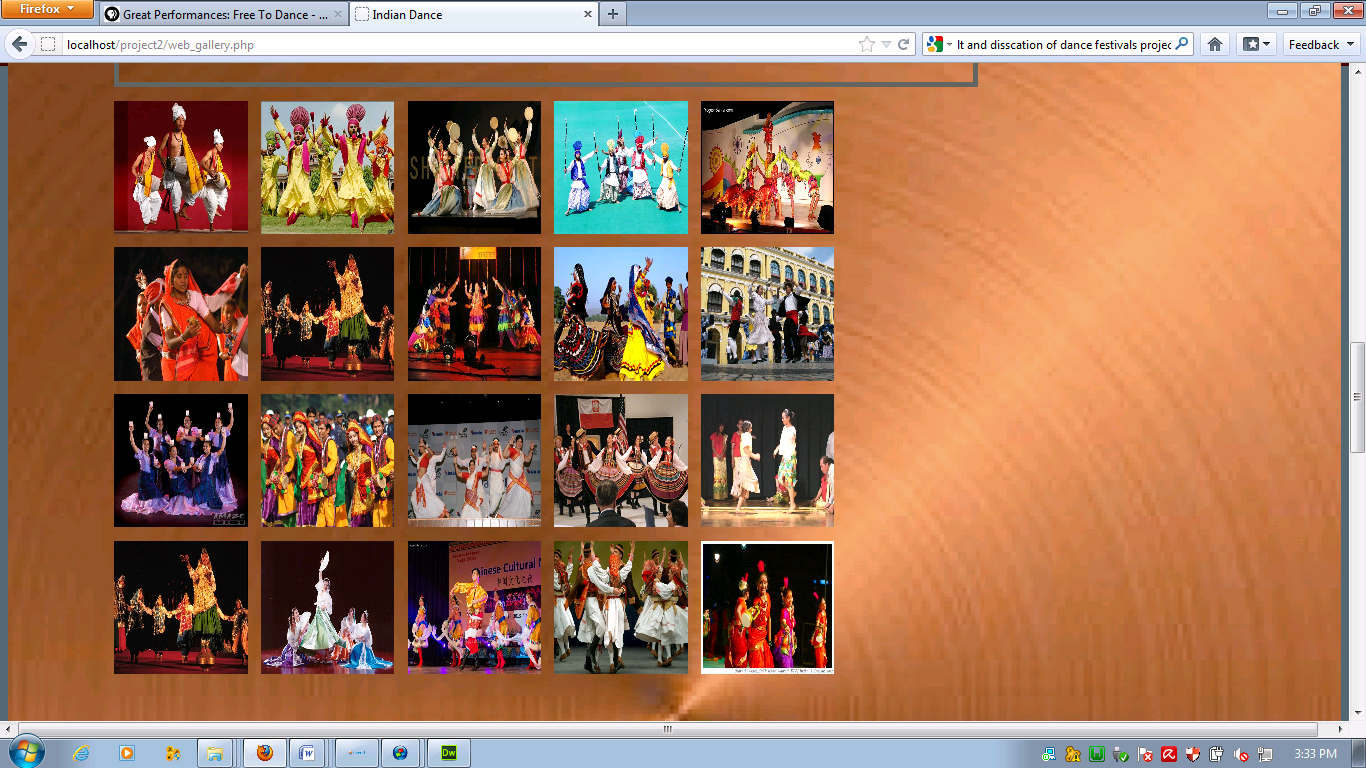 Firefox
Great Performances: Free To Dance - ...
Indian Dance
localhost/project2/web_gallery.php
It and disscation of dance festivals projec
Feedback
Chinese Cultural
3:33 PM